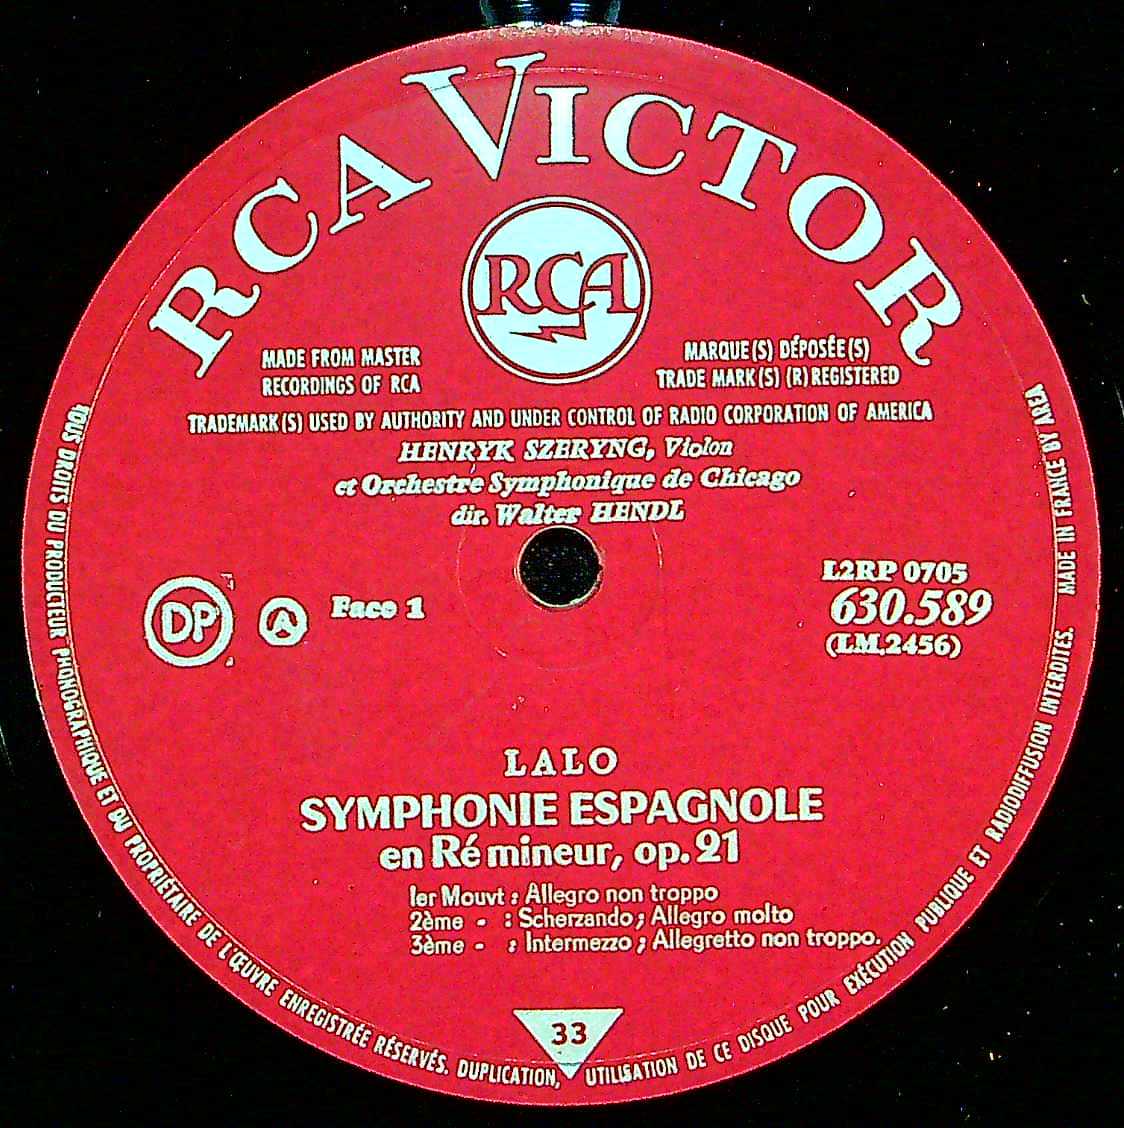 RCA VICTOR
RCA
MADE FROM MASTER
RECORDINGS OF RCA
MARQUE(S) DÉPOSÉE(S)
TRADE MARK(S) (R) REGISTERED
TRADEMARK(S) USED BY AUTHORITY AND UNDER CONTROL OF RADIO CORPORATION OF AMERICA
HENRYK SZERYNG, Violon
et Orchestre Symphonique de Chicago
dir. Walter HENDL
DP
A
Face 1
L2RP 0705
630.589
(LM.2456)
LALO
SYMPHONIE ESPAGNOLE
en Ré mineur, op. 21
1er Mouvt : Allegro non troppo
2ème - : Scherzando ; Allegro molto
3ème - : Intermezzo ; Allegretto non troppo.
33
TOUS DROITS DU PRODUCTEUR PHONOGRAPHIQUE ET DU PROPRIÉTAIRE DE L'ŒUVRE ENREGISTRÉE RÉSERVÉS. DUPLICATION, UTILISATION DE CE DISQUE POUR EXÉCUTION PUBLIQUE ET RADIODIFFUSION INTERDITES. MADE IN FRANCE BY AREA